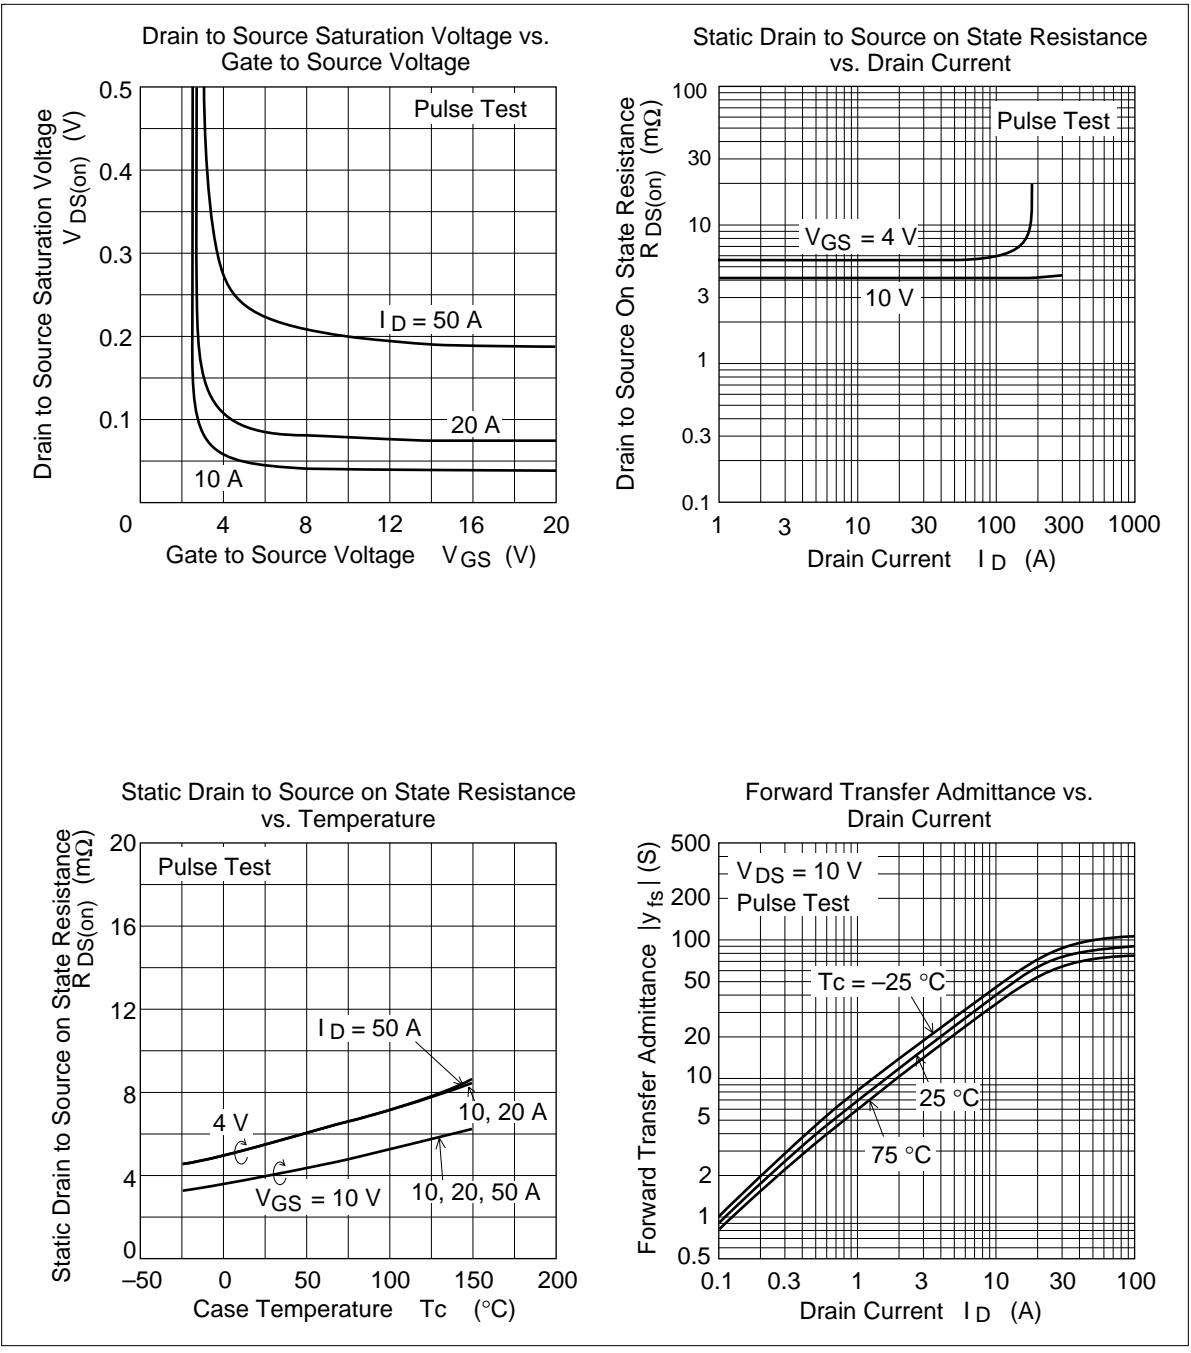 Drain to Source Saturation Voltage vs.
Gate to Source Voltage
Drain to Source Saturation Voltage
V DS(on) (V)
0.5
0.4
0.3
0.2
0.1
Pulse Test
I D = 50 A
20 A
10 A
0 4 8 12 16 20
Gate to Source Voltage V GS (V)
Static Drain to Source on State Resistance
vs. Drain Current
Drain to Source On State Resistance
R DS(on) (mΩ)
100
30
10
3
1
0.3
0.1
Pulse Test
VGS = 4 V
10 V
1 3 10 30 100 300 1000
Drain Current I D (A)
Static Drain to Source on State Resistance
vs. Temperature
Static Drain to Source on State Resistance
R DS(on) (mΩ)
20
16
12
8
4
0
Pulse Test
I D = 50 A
10, 20 A
4 V
VGS = 10 V
10, 20, 50 A
–50 0 50 100 150 200
Case Temperature Tc (°C)
Forward Transfer Admittance vs.
Drain Current
Forward Transfer Admittance |y fs| (S)
500
200
100
50
20
10
5
2
1
0.5
V DS = 10 V
Pulse Test
Tc = –25 °C
25 °C
75 °C
0.1 0.3 1 3 10 30 100
Drain Current I D (A)